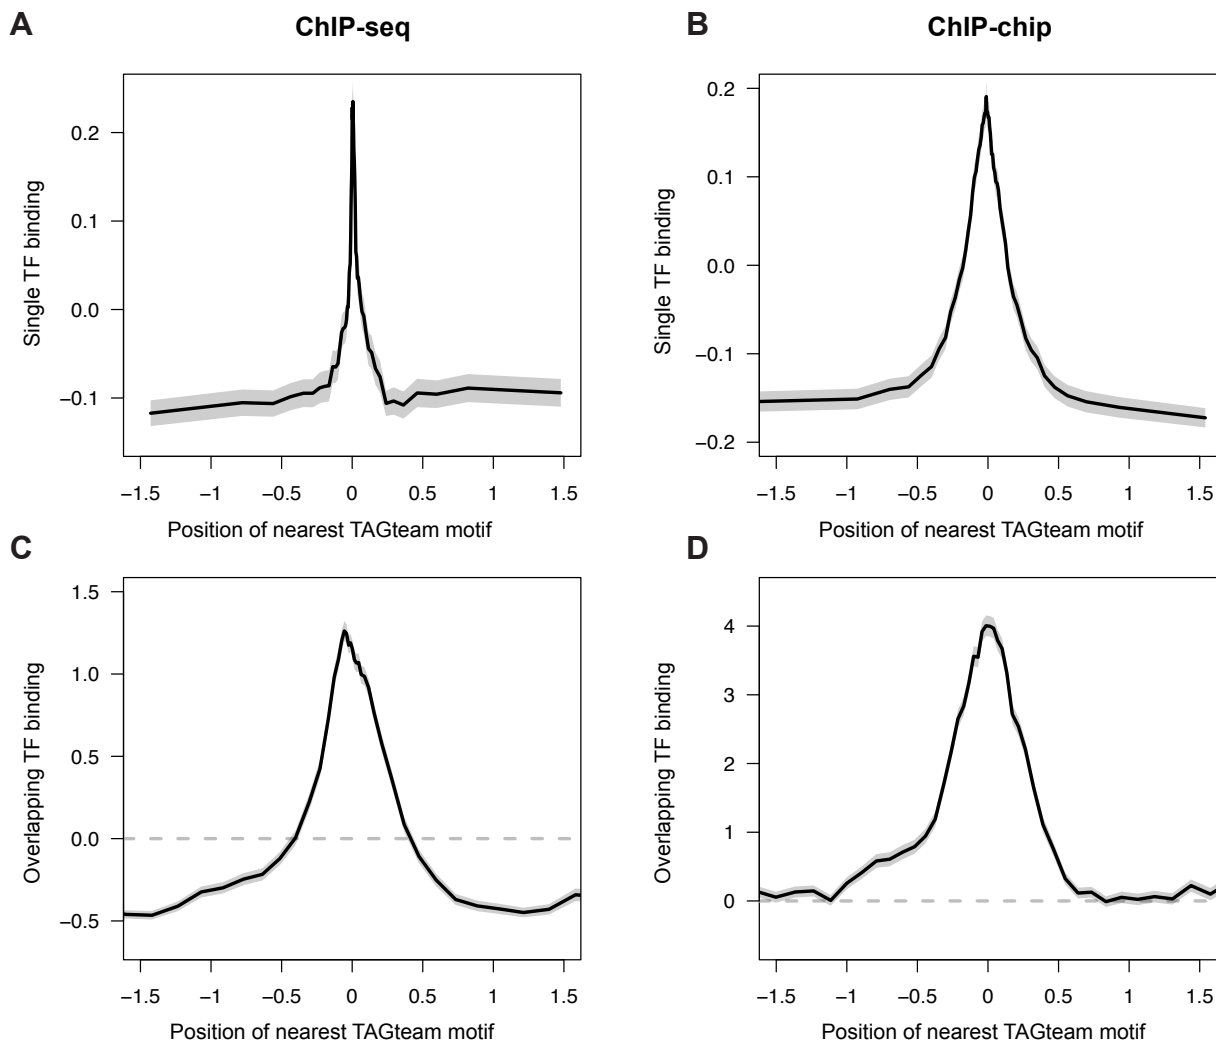 A ChIP-seq
0.2
0.1
0.0
−0.1
Single TF binding
−1.5 −1 −0.5 0 0.5 1 1.5
Position of nearest TAGteam motif
B ChIP-chip
0.2
0.1
0.0
−0.1
−0.2
Single TF binding
−1.5 −1 −0.5 0 0.5 1 1.5
Position of nearest TAGteam motif
C
1.5
1.0
0.5
0.0
−0.5
Overlapping TF binding
−1.5 −1 −0.5 0 0.5 1 1.5
Position of nearest TAGteam motif
D
4
3
2
1
0
Overlapping TF binding
−1.5 −1 −0.5 0 0.5 1 1.5
Position of nearest TAGteam motif